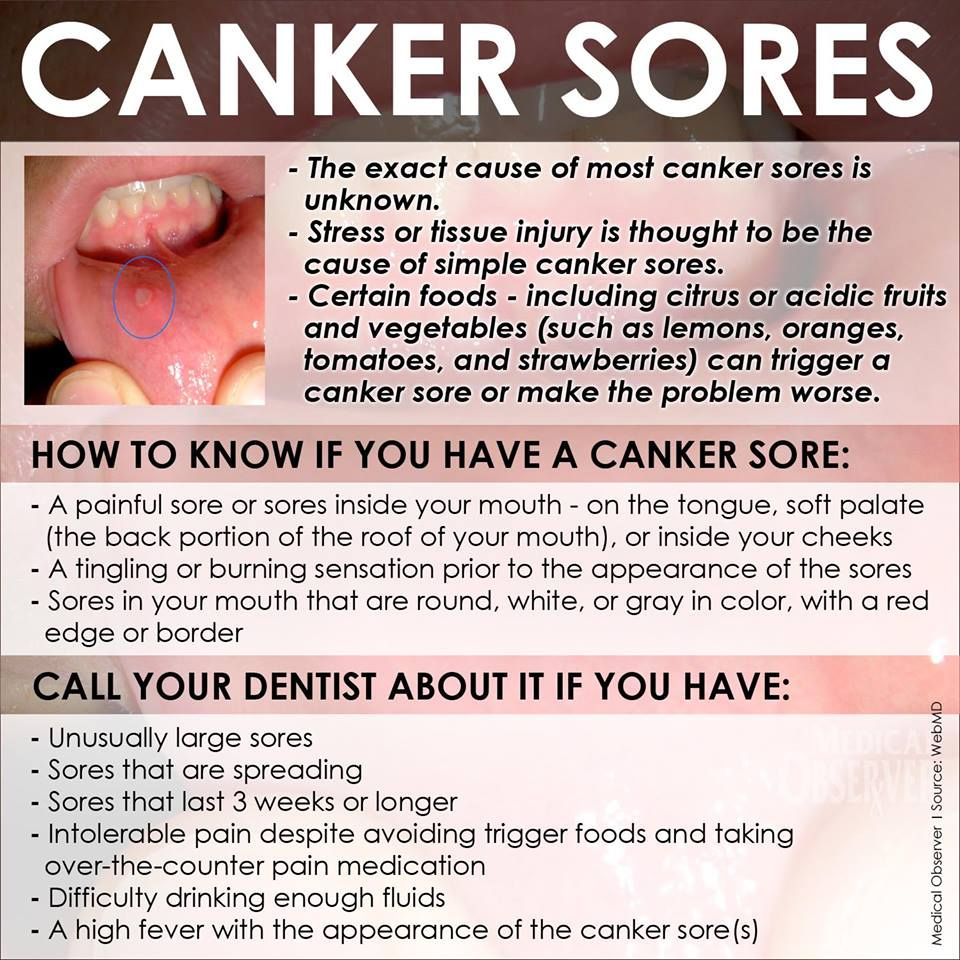 CANKER SORES
- The exact cause of most canker sores is
unknown.
- Stress or tissue injury is thought to be the
cause of simple canker sores.
- Certain foods - including citrus or acidic fruits
and vegetables (such as lemons, oranges,
tomatoes, and strawberries) can trigger a
canker sore or make the problem worse.
HOW TO KNOW IF YOU HAVE A CANKER SORE:
- A painful sore or sores inside your mouth - on the tongue, soft palate
(the back portion of the roof of your mouth), or inside your cheeks
- A tingling or burning sensation prior to the appearance of the sores
- Sores in your mouth that are round, white, or gray in color, with a red
edge or border
CALL YOUR DENTIST ABOUT IT IF YOU HAVE:
- Unusually large sores
- Sores that are spreading
- Sores that last 3 weeks or longer
- Intolerable pain despite avoiding trigger foods and taking
over-the-counter pain medication
- Difficulty drinking enough fluids
- A high fever with the appearance of the canker sore(s)
MEDICAL
OBSERVER
Medical Observer I Source: WebMD